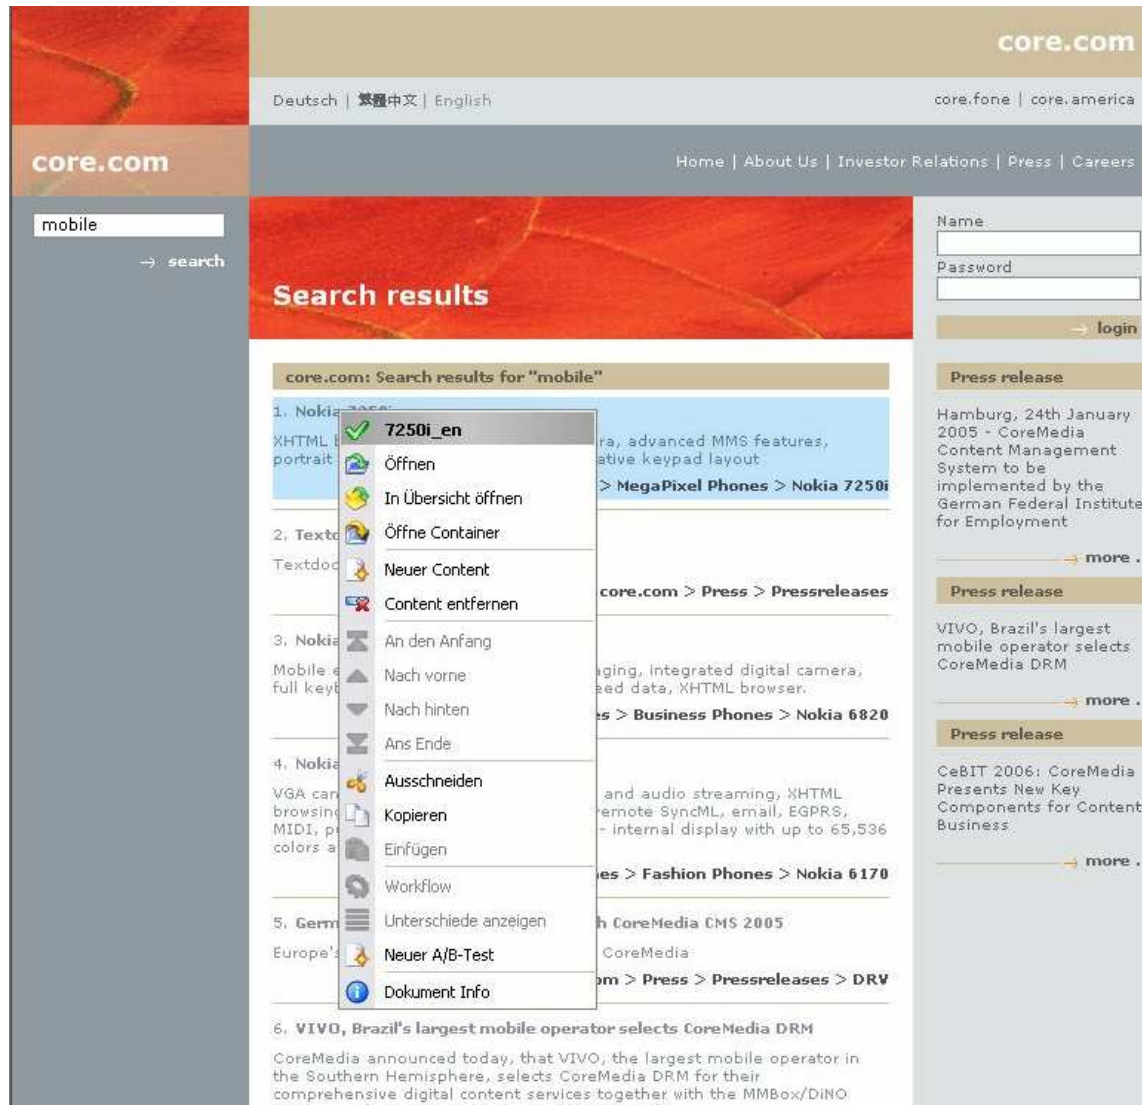 core.com
Deutsch | 繁體中文 | English
core.fone | core.america
core.com
Home | About Us | Investor Relations | Press | Careers
mobile
→ search
Search results
Name
Password
→ login
core.com: Search results for "mobile"
1. Nokia 7250i
XHTML
ra, advanced MMS features,
portrait
ative keypad layout
> MegaPixel Phones > Nokia 7250i
7250i_en
Öffnen
In Übersicht öffnen
Öffne Container
Neuer Content
Content entfernen
An den Anfang
Nach vorne
Nach hinten
Ans Ende
Ausschneiden
Kopieren
Einfügen
Workflow
Unterschiede anzeigen
Neuer A/B-Test
Dokument Info
2. Textd
Textdoc
core.com > Press > Pressreleases
3. Nokia
Mobile e
aging, integrated digital camera,
full keyb
eed data, XHTML browser.
es > Business Phones > Nokia 6820
4. Nokia
VGA can
and audio streaming, XHTML
browsing
remote SyncML, email, EGPRS,
MIDI, p
- internal display with up to 65,536
colors a
es > Fashion Phones > Nokia 6170
5. Germ
h CoreMedia CMS 2005
Europe's
CoreMedia
om > Press > Pressreleases > DRV
6. VIVO, Brazil's largest mobile operator selects CoreMedia DRM
CoreMedia announced today, that VIVO, the largest mobile operator in
the Southern Hemisphere, selects CoreMedia DRM for their
comprehensive digital content services together with the MMBox/DiNO
Press release
Hamburg, 24th January
2005 - CoreMedia
Content Management
System to be
implemented by the
German Federal Institute
for Employment
→ more .
Press release
VIVO, Brazil's largest
mobile operator selects
CoreMedia DRM
→ more .
Press release
CeBIT 2006: CoreMedia
Presents New Key
Components for Content
Business
→ more .